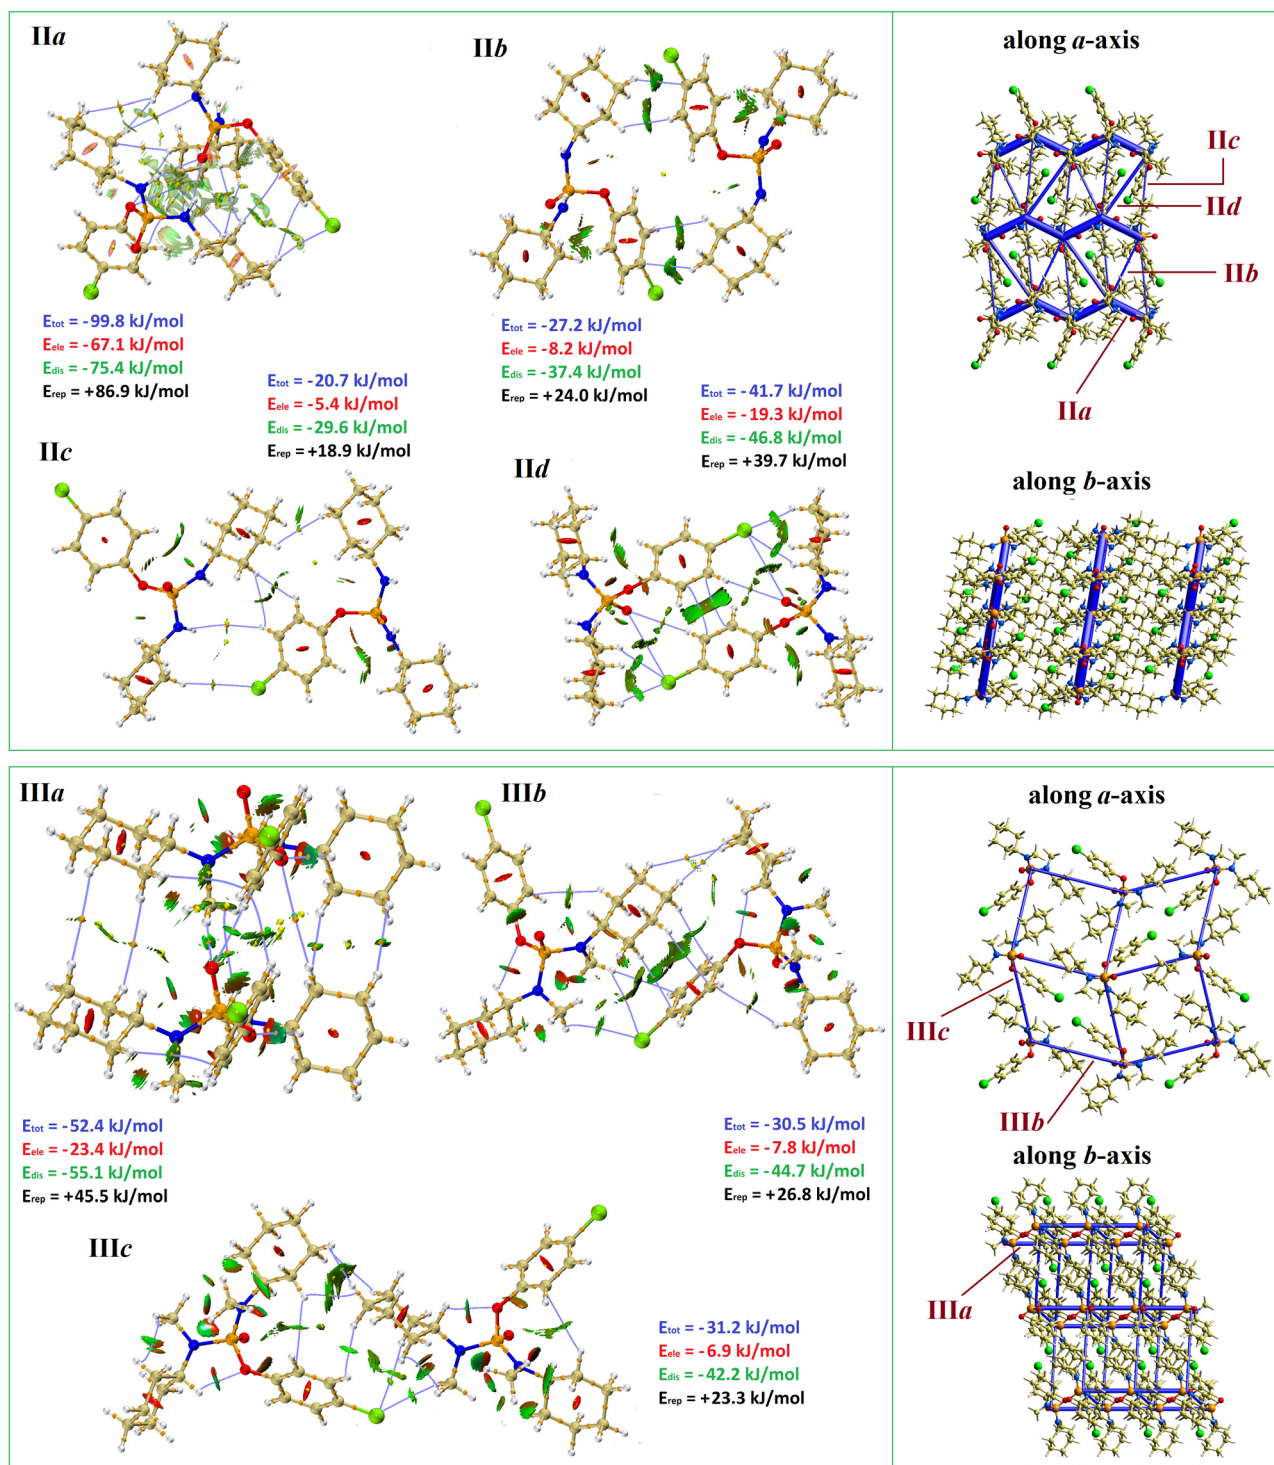 IIa
IIb
along a-axis
IIc
IId
IIb
IIa
Etot = -99.8 kJ/mol
Eele = -67.1 kJ/mol
Edis = -75.4 kJ/mol
Erep = +86.9 kJ/mol
Etot = -27.2 kJ/mol
Eele = -8.2 kJ/mol
Edis = -37.4 kJ/mol
Erep = +24.0 kJ/mol
Etot = -20.7 kJ/mol
Eele = -5.4 kJ/mol
Edis = -29.6 kJ/mol
Erep = +18.9 kJ/mol
Etot = -41.7 kJ/mol
Eele = -19.3 kJ/mol
Edis = -46.8 kJ/mol
Erep = +39.7 kJ/mol
IIc
IId
along b-axis
IIIa
IIIb
along a-axis
IIIc
IIIb
Etot = -52.4 kJ/mol
Eele = -23.4 kJ/mol
Edis = -55.1 kJ/mol
Erep = +45.5 kJ/mol
Etot = -30.5 kJ/mol
Eele = -7.8 kJ/mol
Edis = -44.7 kJ/mol
Erep = +26.8 kJ/mol
along b-axis
IIIa
IIIc
Etot = -31.2 kJ/mol
Eele = -6.9 kJ/mol
Edis = -42.2 kJ/mol
Erep = +23.3 kJ/mol